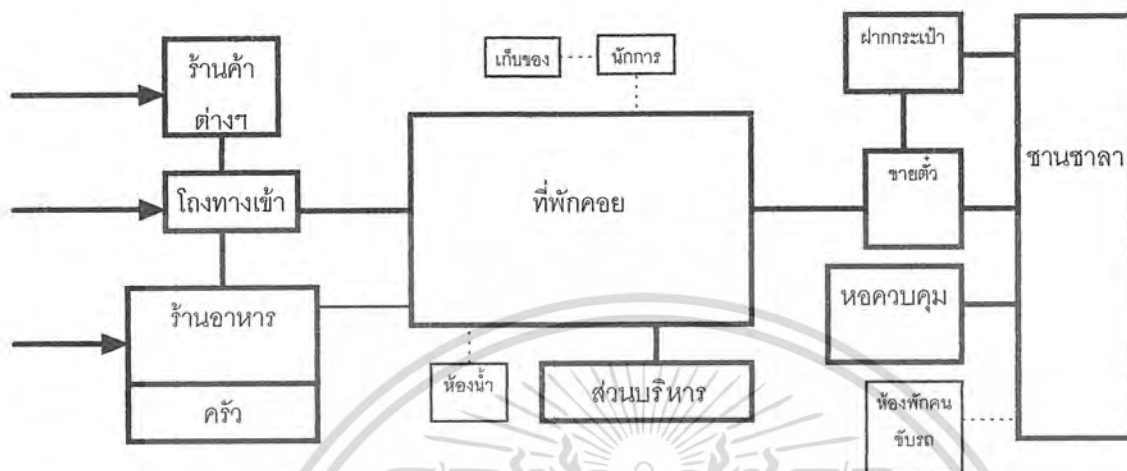 ร้านค้า
ต่างๆ
โถงทางเข้า
ร้านอาหาร
ครัว
เก็บของ
นักการ
ที่พักคอย
ห้องน้ำ
ส่วนบริหาร
ฝากกระเป๋า
ขายตั๋ว
หอควบคุม
ห้องพักคน
ขับรถ
ชานชาลา